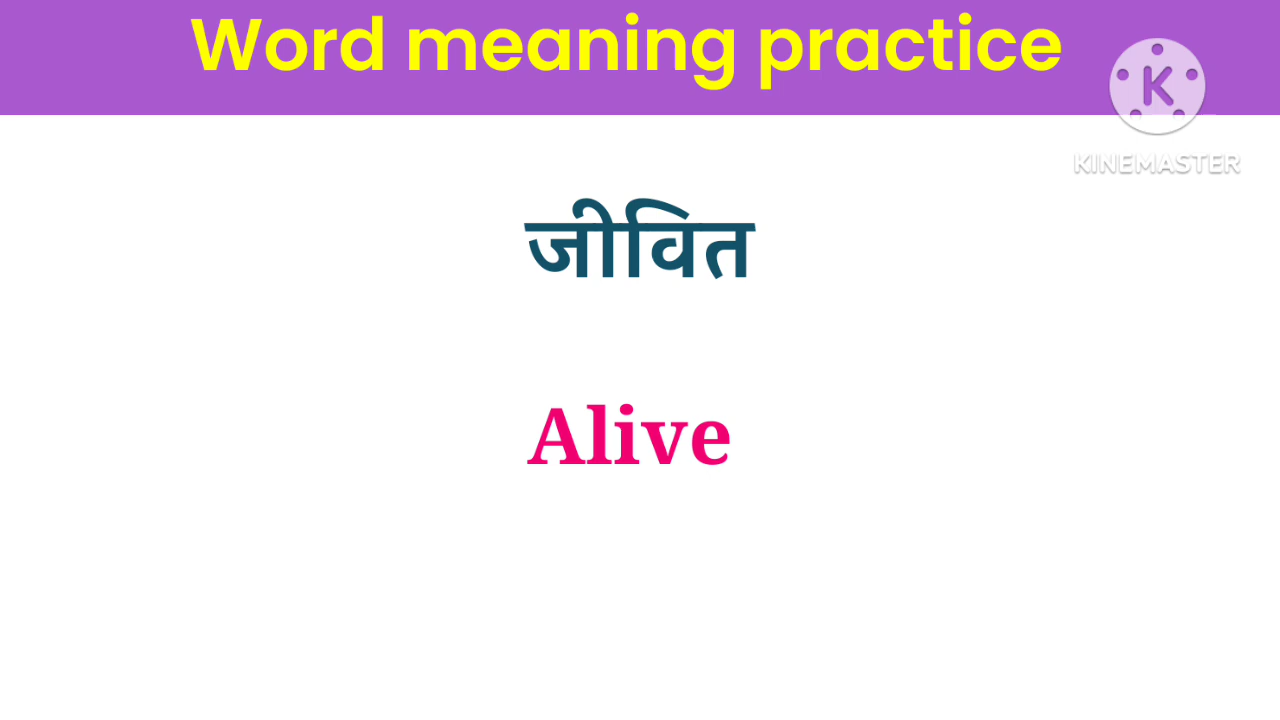 Word meaning practice
K
KINEMASTER
जीवित
Alive